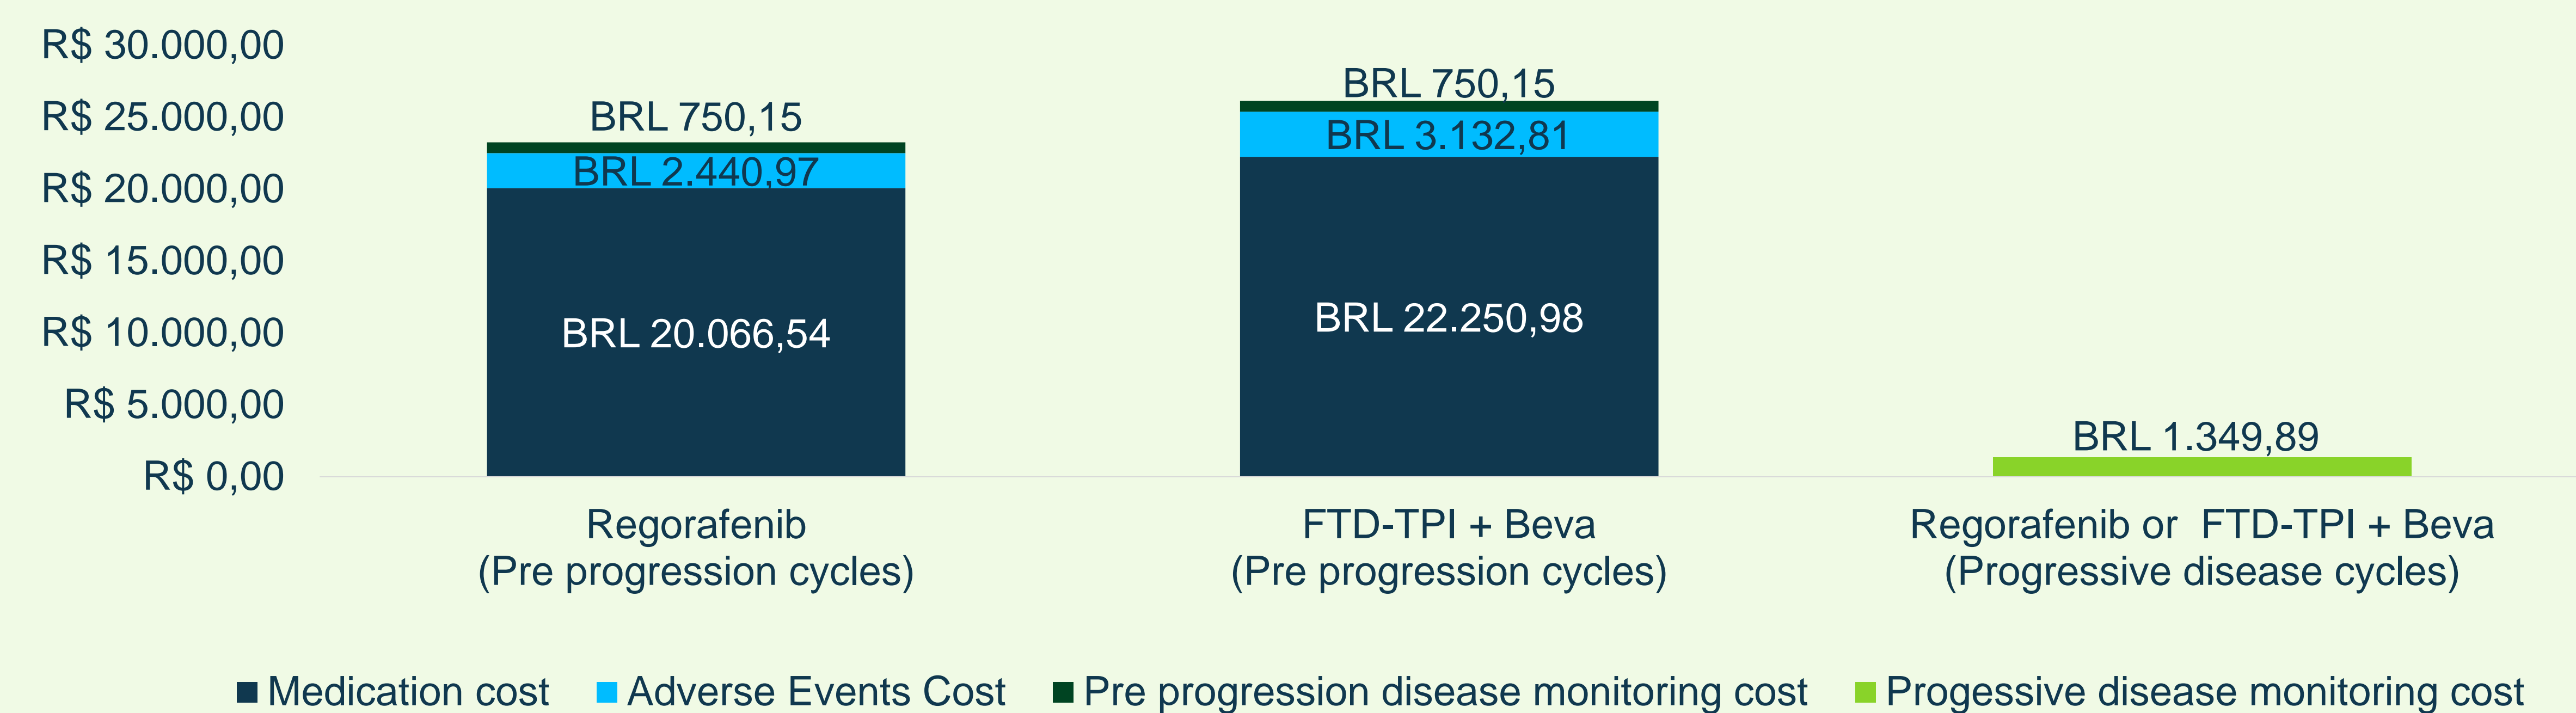 R$ 30.000,00
R$ 25.000,00
R$ 20.000,00
R$ 15.000,00
R$ 10.000,00
R$ 5.000,00
R$ 0,00
BRL 750,15
BRL 2.440,97
BRL 20.066,54
BRL 750,15
BRL 3.132,81
BRL 22.250,98
BRL 1.349,89
Regorafenib
(Pre progression cycles)
FTD-TPI + Beva
(Pre progression cycles)
Regorafenib or FTD-TPI + Beva
(Progressive disease cycles)
Medication cost
Adverse Events Cost
Pre progression disease monitoring cost
Progessive disease monitoring cost